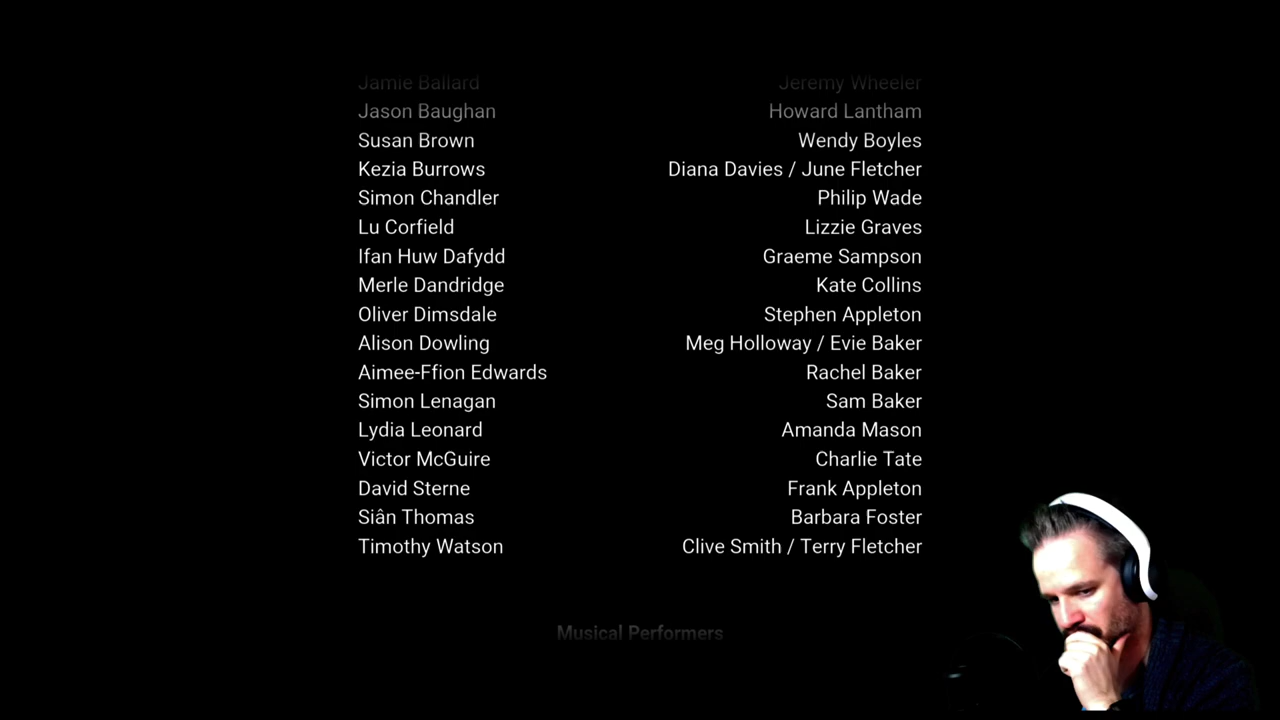 Jamie Ballard Jeremy Wheeler
Jason Baughan Howard Lantham
Susan Brown Wendy Boyles
Kezia Burrows Diana Davies / June Fletcher
Simon Chandler Philip Wade
Lu Corfield Lizzie Graves
Ifan Huw Dafydd Graeme Sampson
Merle Dandridge Kate Collins
Oliver Dimsdale Stephen Appleton
Alison Dowling Meg Holloway / Evie Baker
Aimee-Ffion Edwards Rachel Baker
Simon Lenagan Sam Baker
Lydia Leonard Amanda Mason
Victor McGuire Charlie Tate
David Sterne Frank Appleton
Siân Thomas Barbara Foster
Timothy Watson Clive Smith / Terry Fletcher
Musical Performers